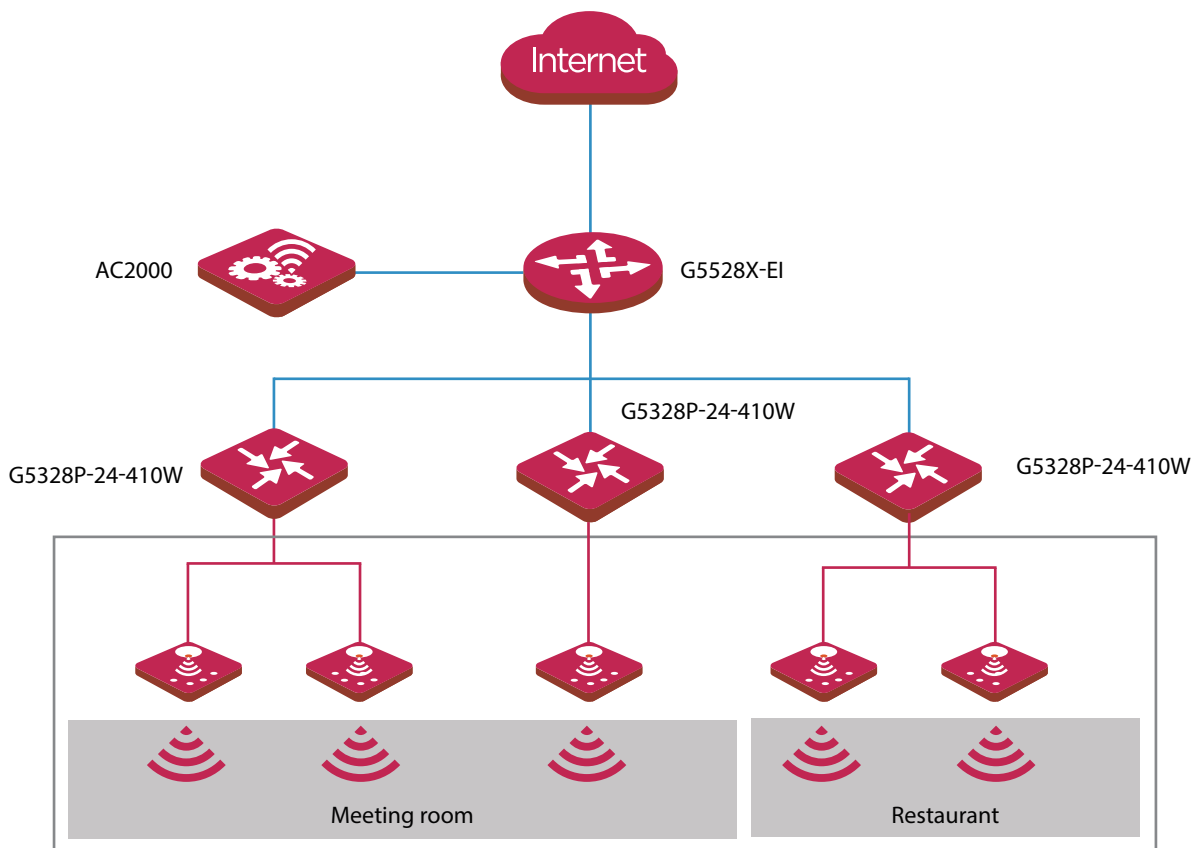 Internet
AC2000
G5528X-EI
G5328P-24-410W
G5328P-24-410W
G5328P-24-410W
Meeting room
Restaurant